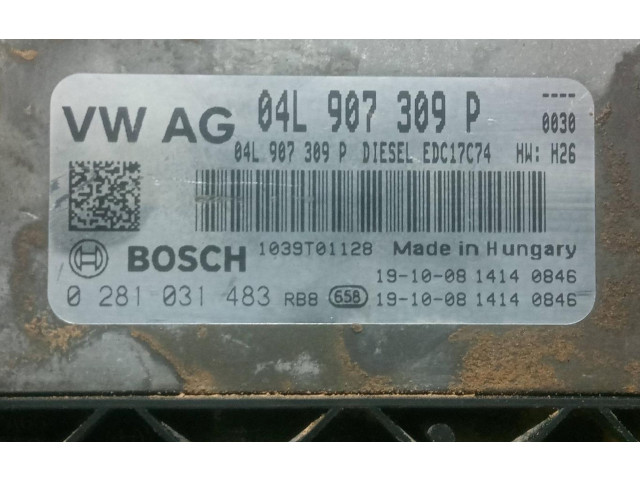 VW AG 04L 907 309 P ----
0030
04L 907 309 P DIESEL EDC17C74 HW: H26
BOSCH 1039T01128 Made in Hungary
19-10-08 1414 0846
0 281 031 483 RB8 658 19-10-08 1414 0846